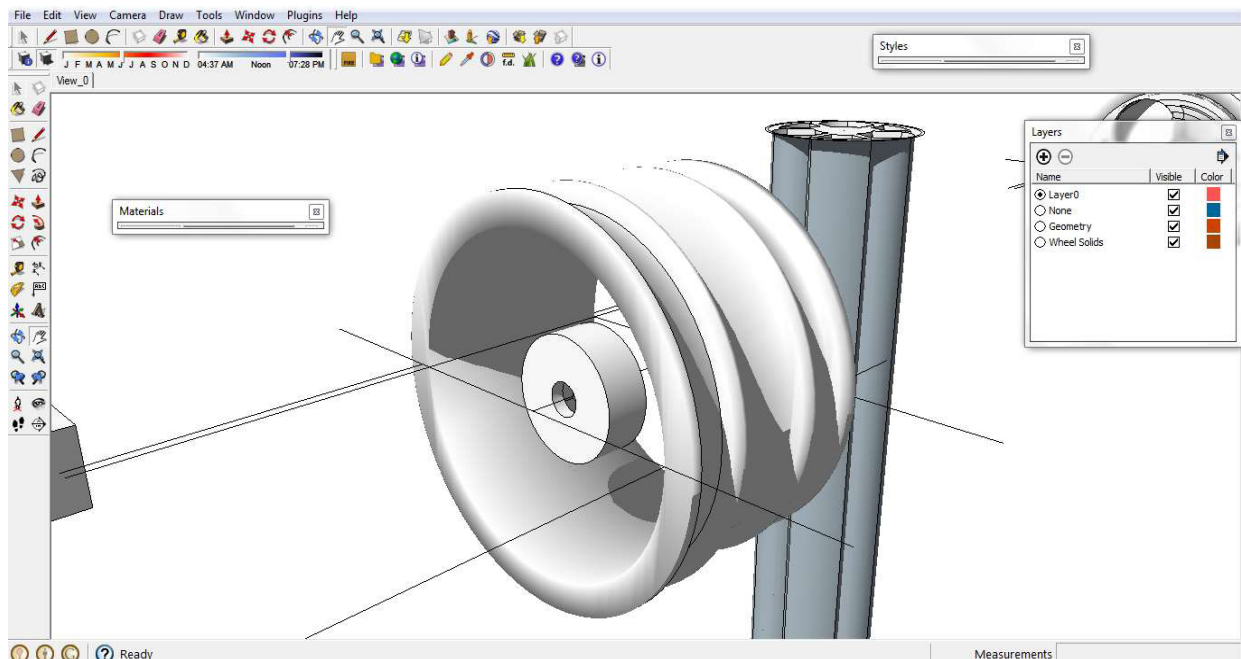 File Edit View Camera Draw Tools Window Plugins Help
Styles
J F M A M J J A S O N D 04:37 AM Noon 07:28 PM
f.d.
View_0
Layers
Name Visible Color
Layer0
None
Geometry
Wheel Solids
Materials
Ready
Measurements